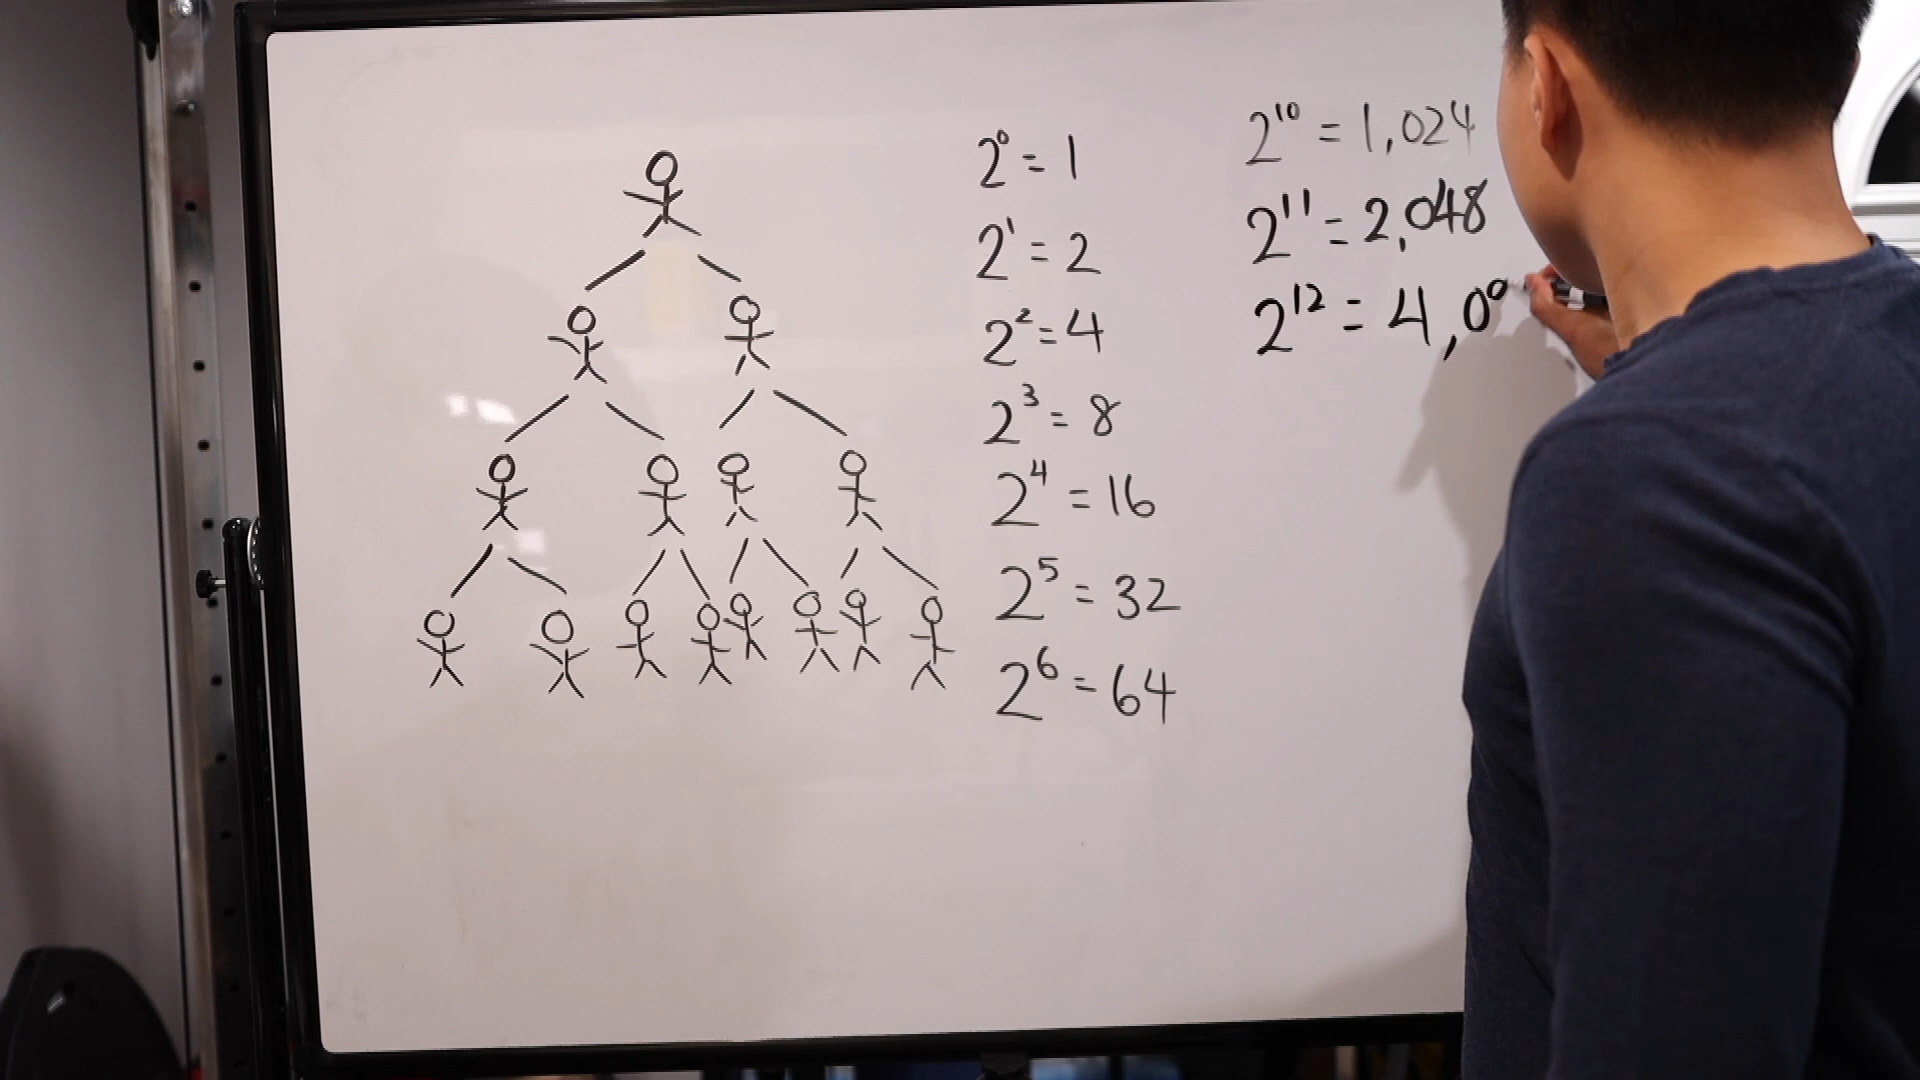 2⁰ = 1
2¹ = 2
2² = 4
2³ = 8
2⁴ = 16
2⁵ = 32
2⁶ = 64
2¹⁰ = 1,024
2¹¹ = 2,048
2¹² = 4,0